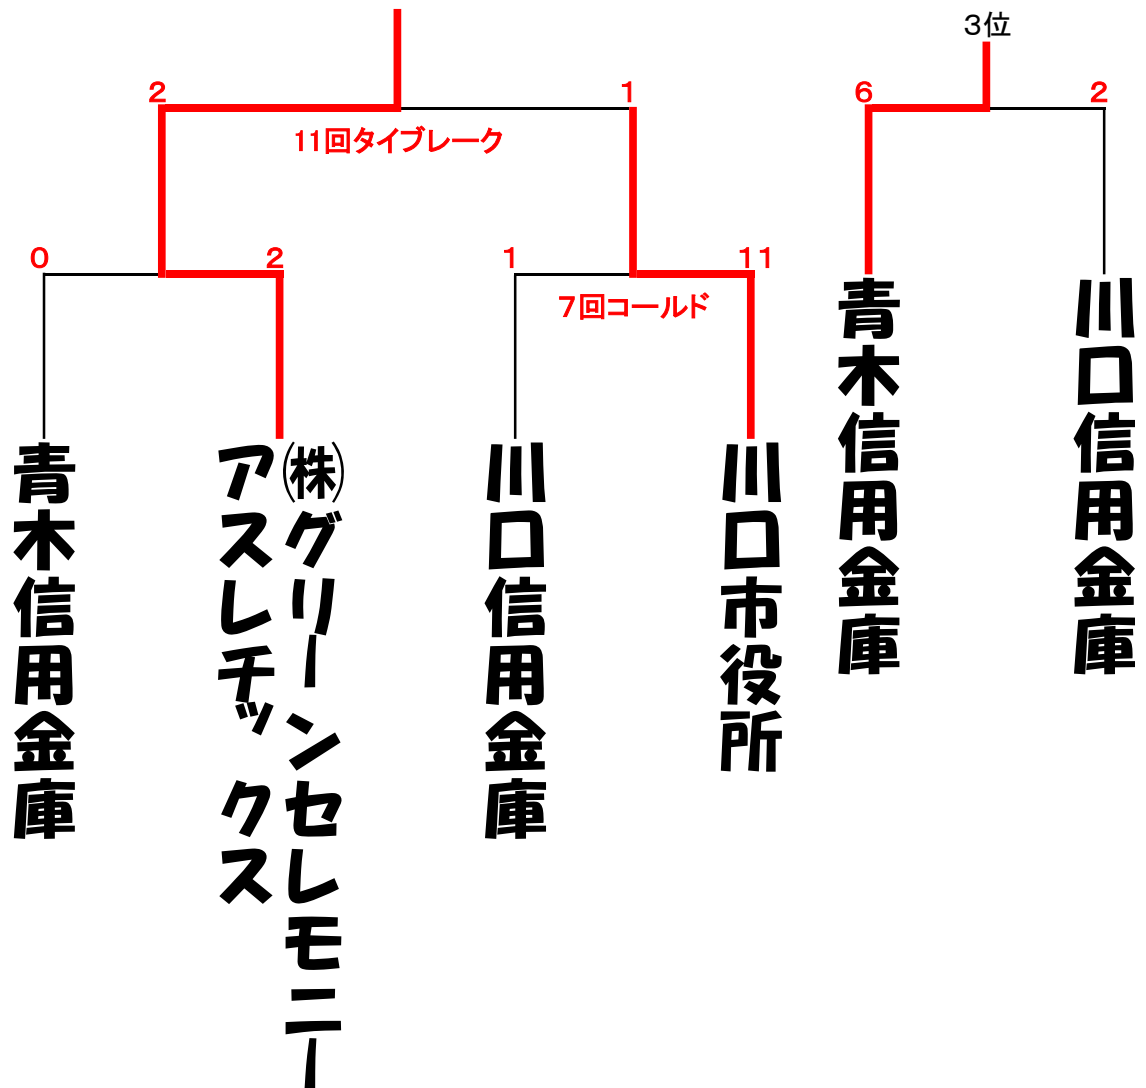 3位
2
1
6
2
11回タイブレーク
0
2
1
11
7回コールド
青木信用金庫
㈱グリーンセレモニー
アスレチックス
川口信用金庫
川口市役所
青木信用金庫
川口信用金庫